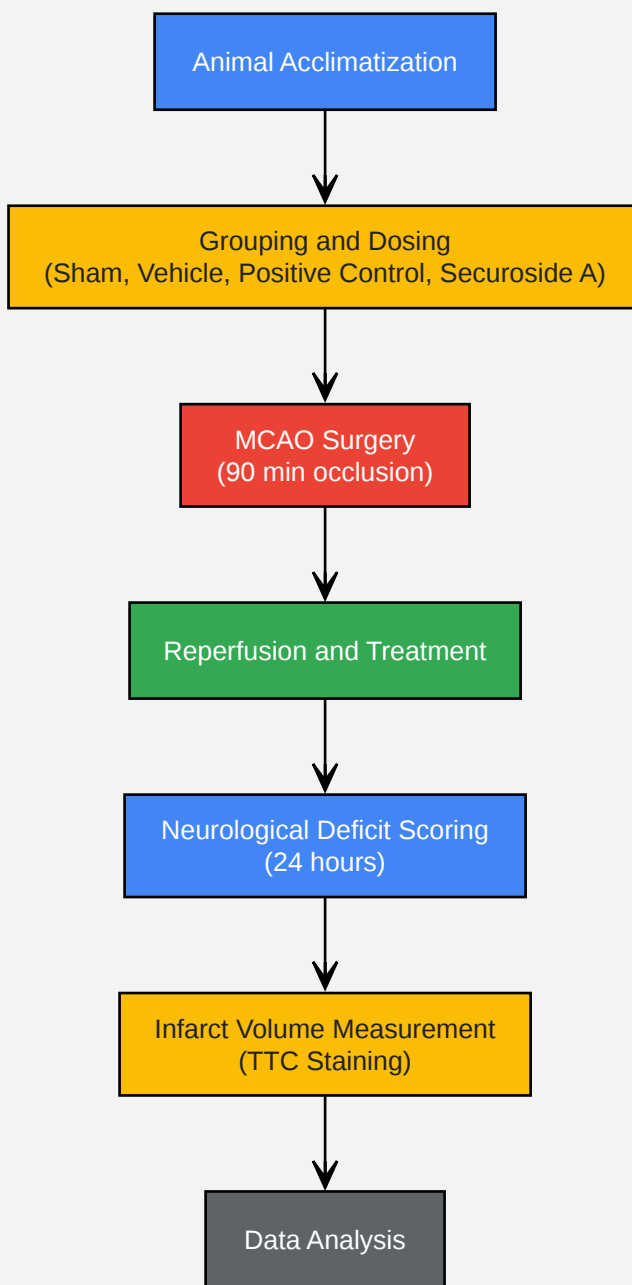 Animal Acclimatization
Grouping and Dosing
(Sham, Vehicle, Positive Control, Securoside A)
MCAO Surgery
(90 min occlusion)
Reperfusion and Treatment
Neurological Deficit Scoring
(24 hours)
Infarct Volume Measurement
(TTC Staining)
Data Analysis